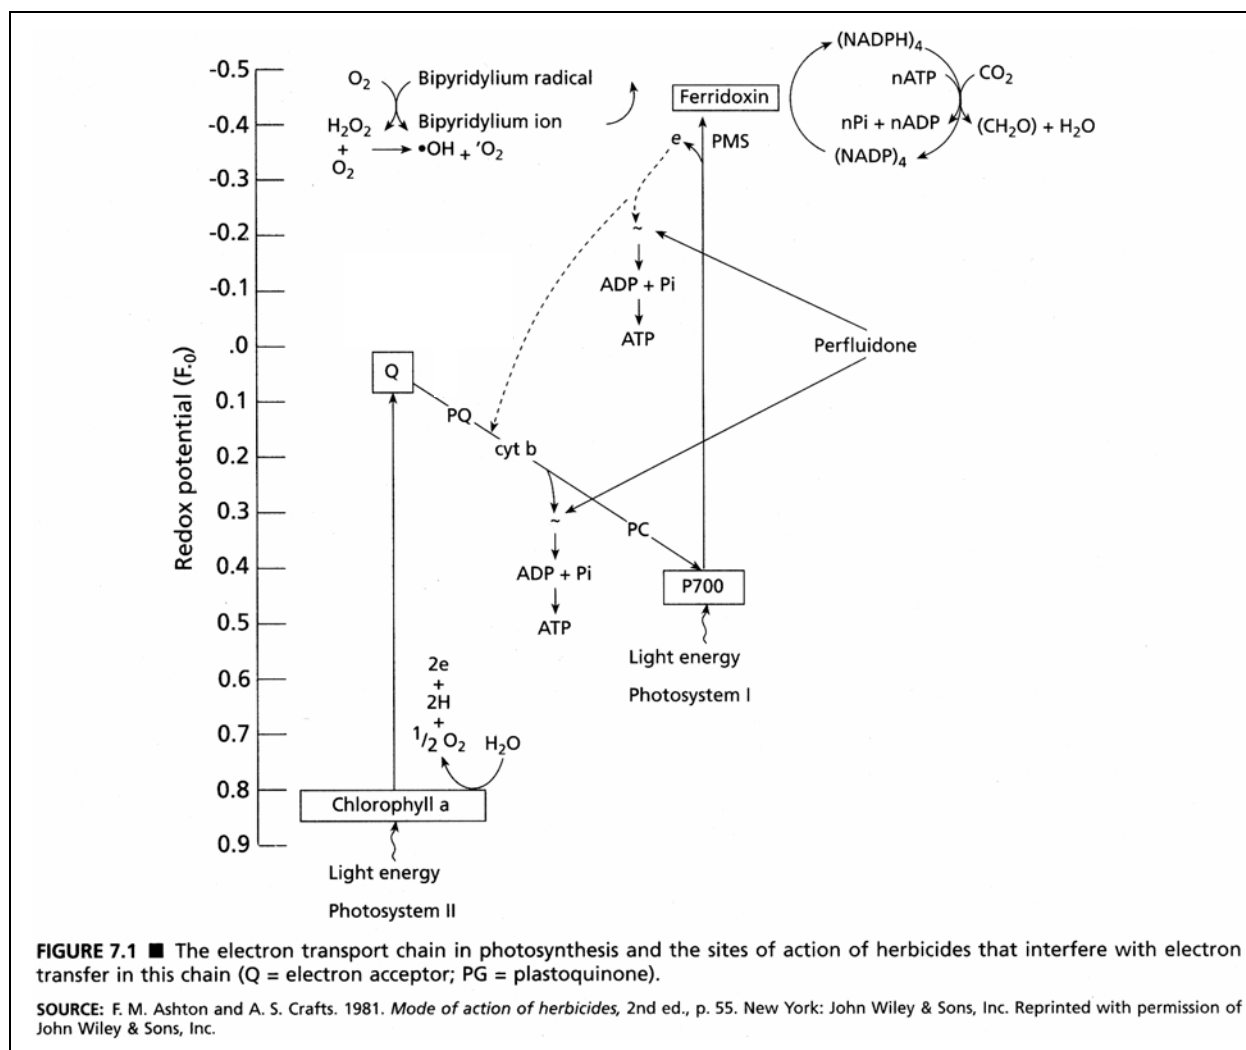 (NADPH)₄
-0.5
O₂
Bipyridylium radical
nATP
CO₂
Ferridoxin
-0.4
H₂O₂
Bipyridylium ion
nPi + nADP
(CH₂O) + H₂O
+
•OH + 'O₂
e
PMS
(NADP)₄
O₂
-0.3
-0.2
~
-0.1
ADP + Pi
.0
ATP
Perfluidone
Redox potential (F.₀)
Q
0.1
PQ
0.2
cyt b
0.3
~
PC
0.4
ADP + Pi
P700
0.5
ATP
Light energy
Photosystem I
0.6
2e
+
2H
+
0.7
1/2 O₂
H₂O
0.8
Chlorophyll a
0.9
Light energy
Photosystem II
FIGURE 7.1 ■ The electron transport chain in photosynthesis and the sites of action of herbicides that interfere with electron
transfer in this chain (Q = electron acceptor; PG = plastoquinone).
SOURCE: F. M. Ashton and A. S. Crafts. 1981. Mode of action of herbicides, 2nd ed., p. 55. New York: John Wiley & Sons, Inc. Reprinted with permission of
John Wiley & Sons, Inc.